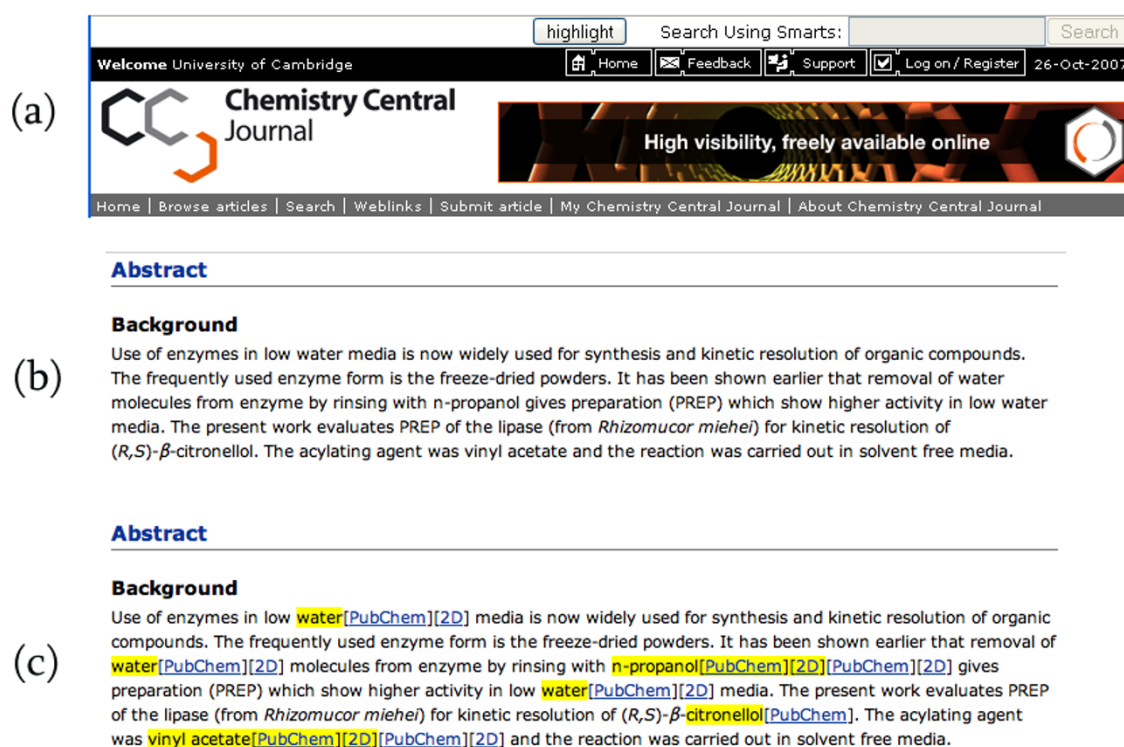 highlight Search Using Smarts: Search
Welcome University of Cambridge Home Feedback Support Log on / Register 26-Oct-2007
(a)
CC
J
Chemistry Central
Journal
High visibility, freely available online
Home | Browse articles | Search | Weblinks | Submit article | My Chemistry Central Journal | About Chemistry Central Journal
Abstract
Background
(b)
Use of enzymes in low water media is now widely used for synthesis and kinetic resolution of organic compounds.
The frequently used enzyme form is the freeze-dried powders. It has been shown earlier that removal of water
molecules from enzyme by rinsing with n-propanol gives preparation (PREP) which show higher activity in low water
media. The present work evaluates PREP of the lipase (from Rhizomucor miehei) for kinetic resolution of
(R,S)-β-citronellol. The acylating agent was vinyl acetate and the reaction was carried out in solvent free media.
Abstract
Background
(c)
Use of enzymes in low water[PubChem][2D] media is now widely used for synthesis and kinetic resolution of organic
compounds. The frequently used enzyme form is the freeze-dried powders. It has been shown earlier that removal of
water[PubChem][2D] molecules from enzyme by rinsing with n-propanol[PubChem][2D][PubChem][2D] gives
preparation (PREP) which show higher activity in low water[PubChem][2D] media. The present work evaluates PREP
of the lipase (from Rhizomucor miehei) for kinetic resolution of (R,S)-β-citronellol[PubChem]. The acylating agent
was vinyl acetate[PubChem][2D][PubChem][2D] and the reaction was carried out in solvent free media.